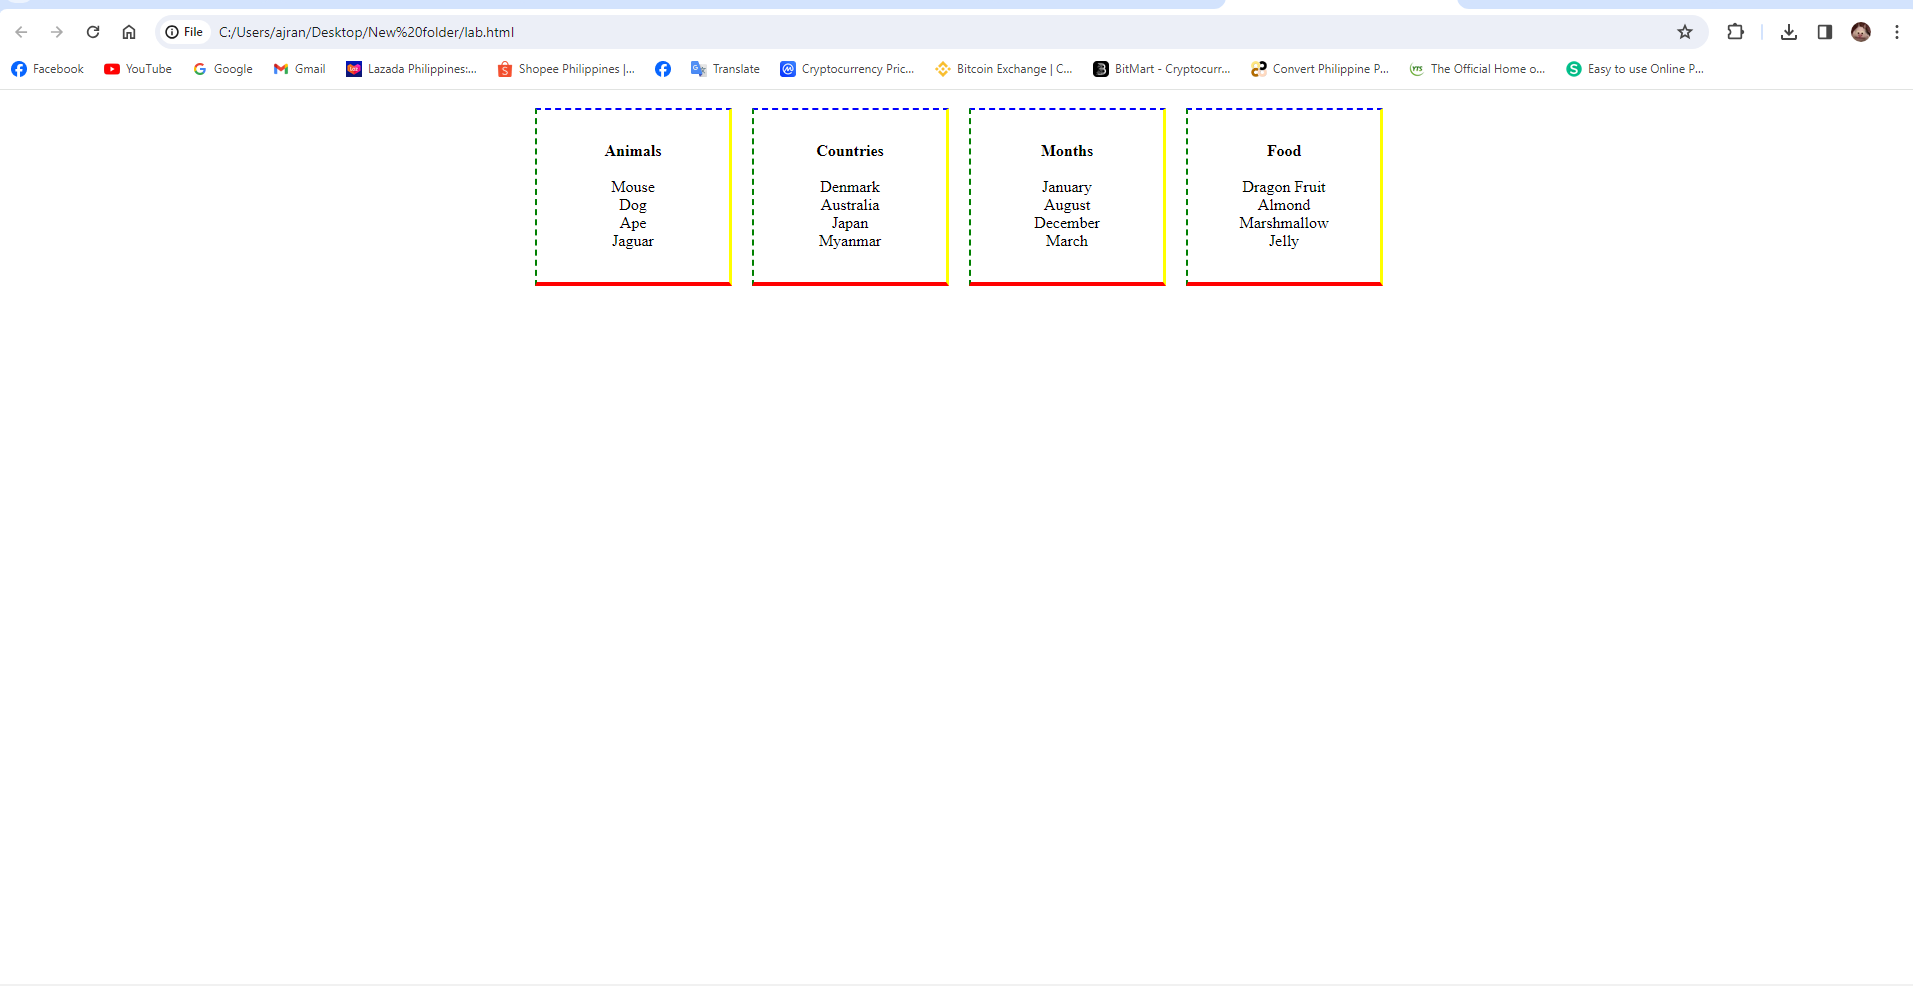 File C:/Users/ajran/Desktop/New%20folder/lab.html
Facebook YouTube Google Gmail Lazada Philippines:... Shopee Philippines |... Translate Cryptocurrency Pric... Bitcoin Exchange | C... BitMart - Cryptocurr... Convert Philippine P... The Official Home o... Easy to use Online P...
Animals
Mouse
Dog
Ape
Jaguar
Countries
Denmark
Australia
Japan
Myanmar
Months
January
August
December
March
Food
Dragon Fruit
Almond
Marshmallow
Jelly